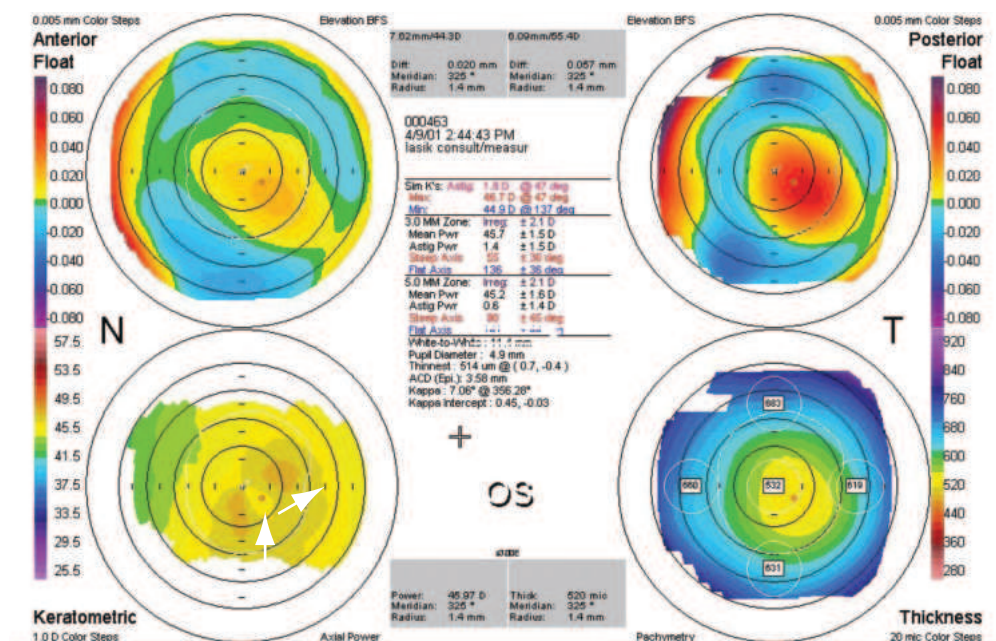 0.005 mm Color Steps
Elevation BFS
Anterior
Float
0.080
0.060
0.040
0.020
0.000
-0.020
-0.040
-0.060
-0.080
7.62mm/44.3D
6.09mm/55.4D
Diff: 0.020 mm
Meridian: 325 °
Radius: 1.4 mm
Diff: 0.057 mm
Meridian: 325 °
Radius: 1.4 mm
Elevation BFS
0.005 mm Color Steps
Posterior
Float
0.080
0.060
0.040
0.020
0.000
-0.020
-0.040
-0.060
-0.080
000463
4/9/01 2:44:43 PM
lasik consult/measur
Sim K's: Astig: 1.8 D @ 47 deg
Max: 46.7 D @ 47 deg
Min: 44.9 D @ 137 deg
3.0 MM Zone: Irreg: ± 2.1 D
Mean Pwr 45.7 ± 1.5 D
Astig Pwr 1.4 ± 1.5 D
Steep Axis 55 ± 36 deg
Flat Axis 136 ± 36 deg
5.0 MM Zone: Irreg: ± 2.1 D
Mean Pwr 45.2 ± 1.6 D
Astig Pwr 0.6 ± 1.4 D
Steep Axis 90 ± 65 deg
Flat Axis
White-to-White : 11.4 mm
Pupil Diameter : 4.9 mm
Thinnest : 514 um @ ( 0.7, -0.4 )
ACD (Epi.): 3.58 mm
Kappa : 7.06° @ 356.28°
Kappa Intercept : 0.45, -0.03
N
T
57.5
53.5
49.5
45.5
41.5
37.5
33.5
29.5
25.5
OS
683
660
532
619
631
920
840
760
680
600
520
440
360
280
Keratometric
1.0 D Color Steps
Axial Power
Power: 45.97 D
Meridian: 325 °
Radius: 1.4 mm
Thick: 520 mic
Meridian: 325 °
Radius: 1.4 mm
Pachymetry
Thickness
20 mic Color Steps